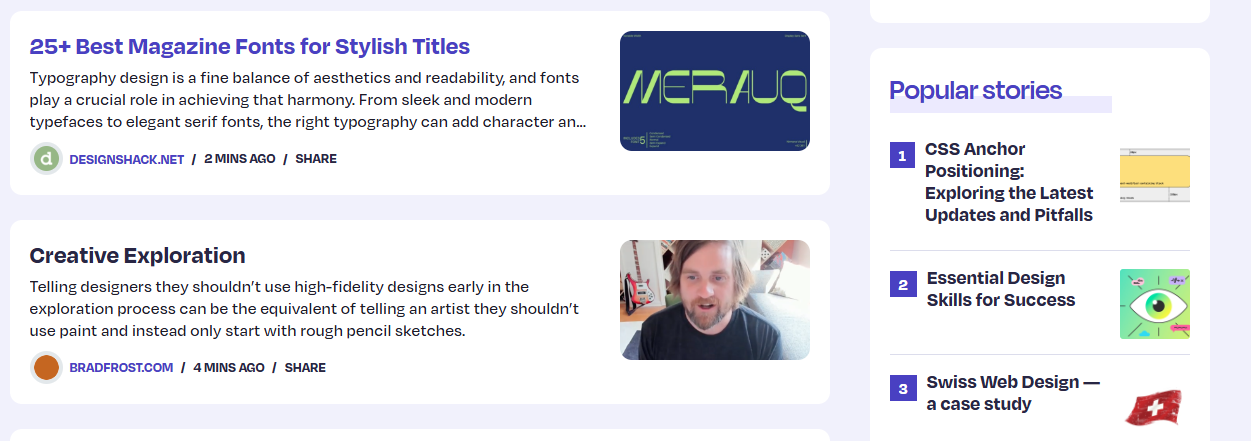 25+ Best Magazine Fonts for Stylish Titles
Typography design is a fine balance of aesthetics and readability, and fonts
play a crucial role in achieving that harmony. From sleek and modern
typefaces to elegant serif fonts, the right typography can add character an...
d
DESIGNSHACK.NET / 2 MINS AGO / SHARE
MERAUQ
Creative Exploration
Telling designers they shouldn’t use high-fidelity designs early in the
exploration process can be the equivalent of telling an artist they shouldn’t
use paint and instead only start with rough pencil sketches.
BRADFROST.COM / 4 MINS AGO / SHARE
Popular stories
1 CSS Anchor
Positioning:
Exploring the Latest
Updates and Pitfalls
2 Essential Design
Skills for Success
3 Swiss Web Design —
a case study